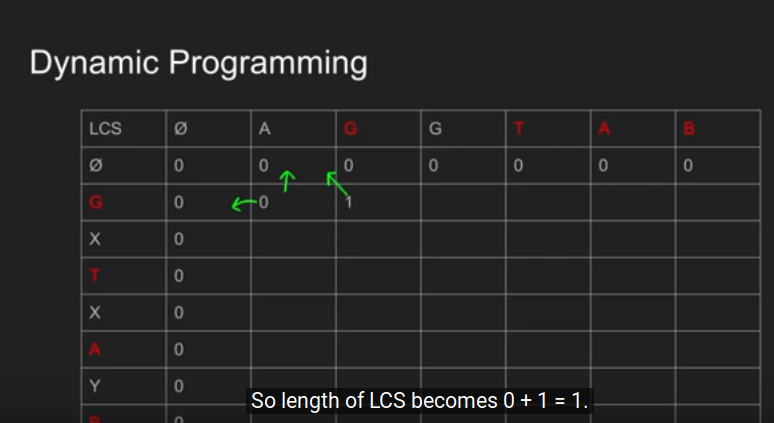 Dynamic Programming
LCS Ø A G G T A B
Ø 0 0 0 0 0 0 0
G 0 0 1
X 0
T 0
X 0
A 0
Y 0
B 0
So length of LCS becomes 0 + 1 = 1.